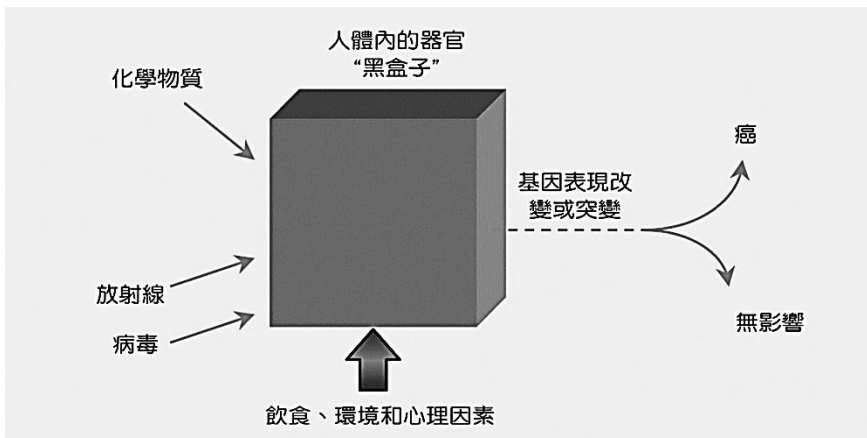 人體內的器官
“黑盒子”
化學物質
癌
基因表現改
變或突變
放射線
病毒
無影響
飲食、環境和心理因素